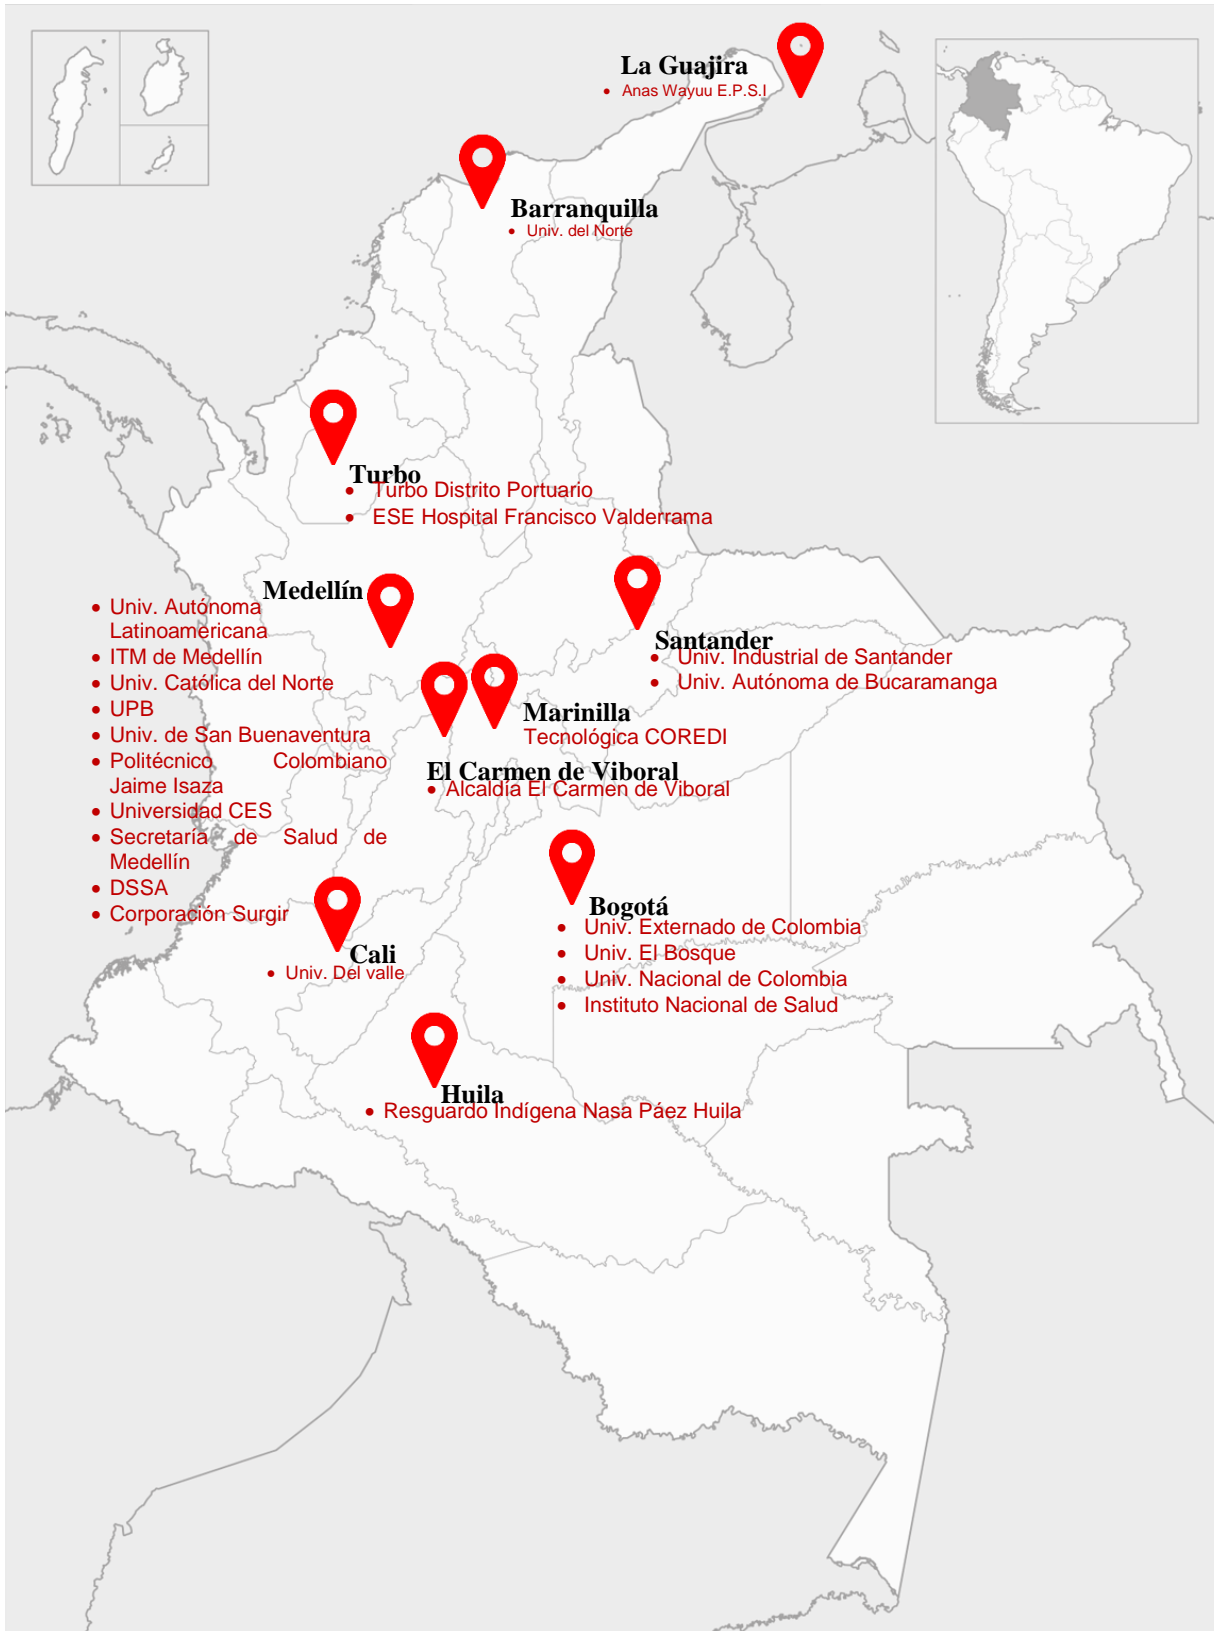 La Guajira
• Anas Wayuu E.P.S.I
Barranquilla
• Univ. del Norte
Turbo
• Turbo Distrito Portuario
• ESE Hospital Francisco Valderrama
Medellín
• Univ. Autónoma
Latinoamericana
• ITM de Medellín
• Univ. Católica del Norte
• UPB
• Univ. de San Buenaventura
• Politécnico Colombiano
Jaime Isaza
• Universidad CES
• Secretaría de Salud de
Medellín
• DSSA
• Corporación Surgir
Santander
• Univ. Industrial de Santander
• Univ. Autónoma de Bucaramanga
Marinilla
Tecnológica COREDI
El Carmen de Viboral
• Alcaldía El Carmen de Viboral
Bogotá
• Univ. Externado de Colombia
• Univ. El Bosque
• Univ. Nacional de Colombia
• Instituto Nacional de Salud
Cali
• Univ. Del valle
Huila
• Resguardo Indígena Nasa Páez Huila